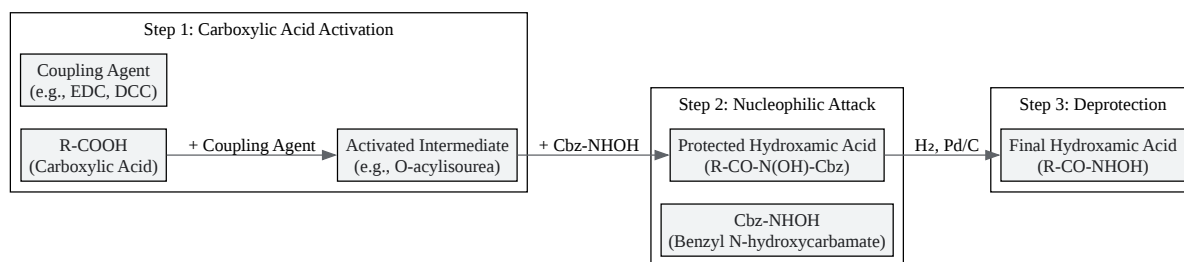 Step 1: Carboxylic Acid Activation
Coupling Agent
(e.g., EDC, DCC)
R-COOH
(Carboxylic Acid)
+ Coupling Agent
Activated Intermediate
(e.g., O-acylisourea)
+ Cbz-NHOH
Step 2: Nucleophilic Attack
Protected Hydroxamic Acid
(R-CO-N(OH)-Cbz)
Cbz-NHOH
(Benzyl N-hydroxycarbamate)
H₂, Pd/C
Step 3: Deprotection
Final Hydroxamic Acid
(R-CO-NHOH)